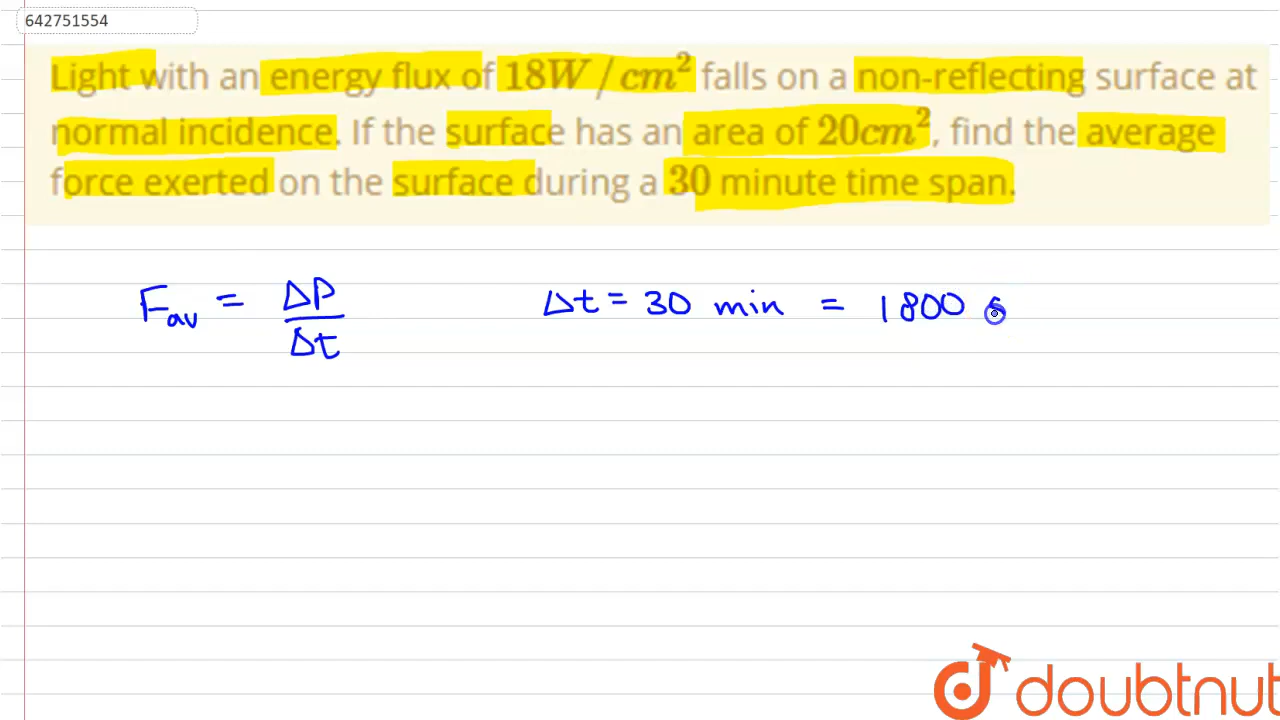 642751554
Light with an energy flux of 18W/cm² falls on a non-reflecting surface at
normal incidence. If the surface has an area of 20cm², find the average
force exerted on the surface during a 30 minute time span.
F_av = ΔP/Δt    Δt = 30 min = 1800 s
doubtnut